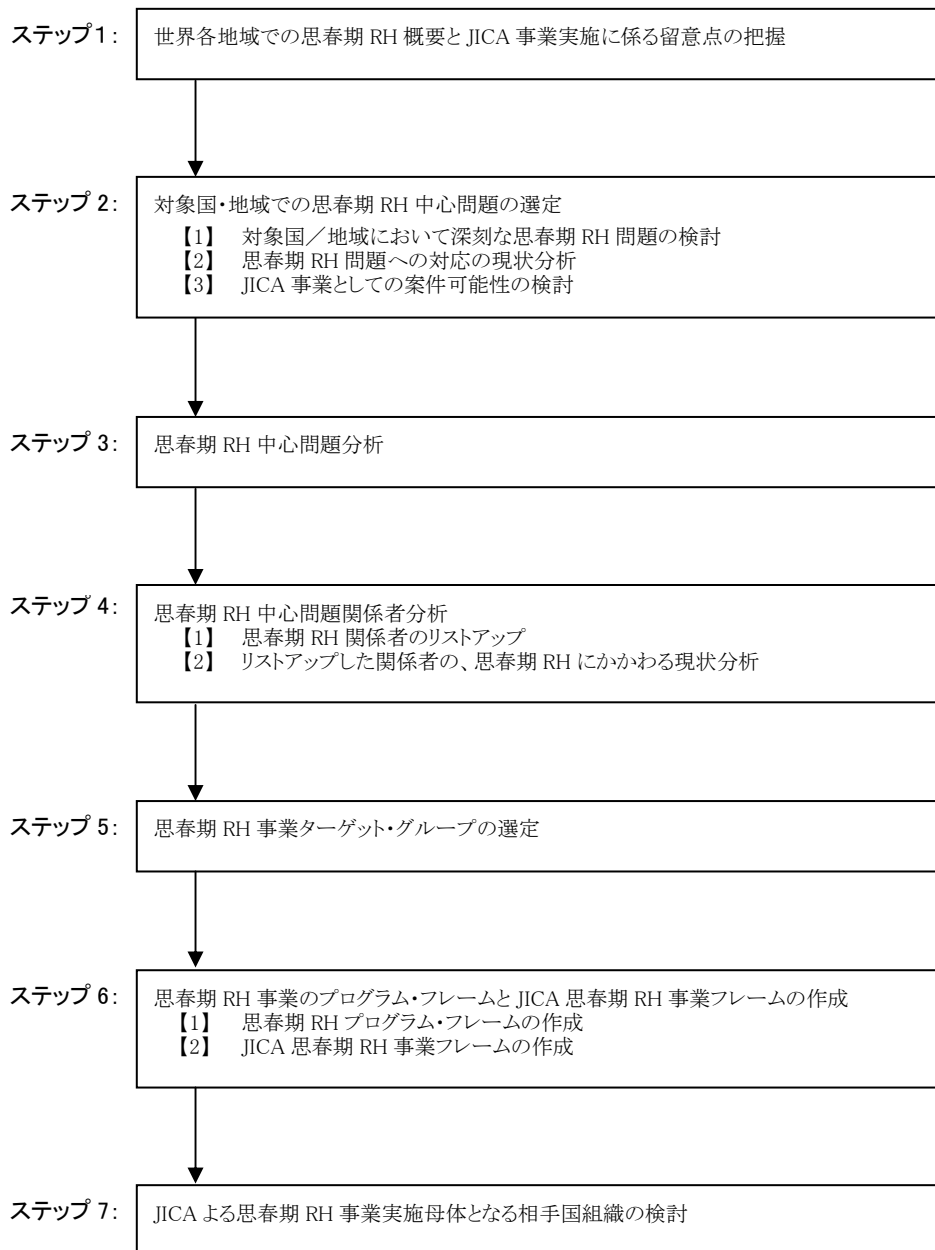 ステップ1： 世界各地域での思春期 RH 概要と JICA 事業実施に係る留意点の把握
ステップ 2： 対象国・地域での思春期 RH 中心問題の選定
【1】 対象国／地域において深刻な思春期 RH 問題の検討
【2】 思春期 RH 問題への対応の現状分析
【3】 JICA 事業としての案件可能性の検討
ステップ 3： 思春期 RH 中心問題分析
ステップ 4： 思春期 RH 中心問題関係者分析
【1】 思春期 RH 関係者のリストアップ
【2】 リストアップした関係者の、思春期 RH にかかわる現状分析
ステップ 5： 思春期 RH 事業ターゲット・グループの選定
ステップ 6： 思春期 RH 事業のプログラム・フレームと JICA 思春期 RH 事業フレームの作成
【1】 思春期 RH プログラム・フレームの作成
【2】 JICA 思春期 RH 事業フレームの作成
ステップ 7： JICA よる思春期 RH 事業実施母体となる相手国組織の検討